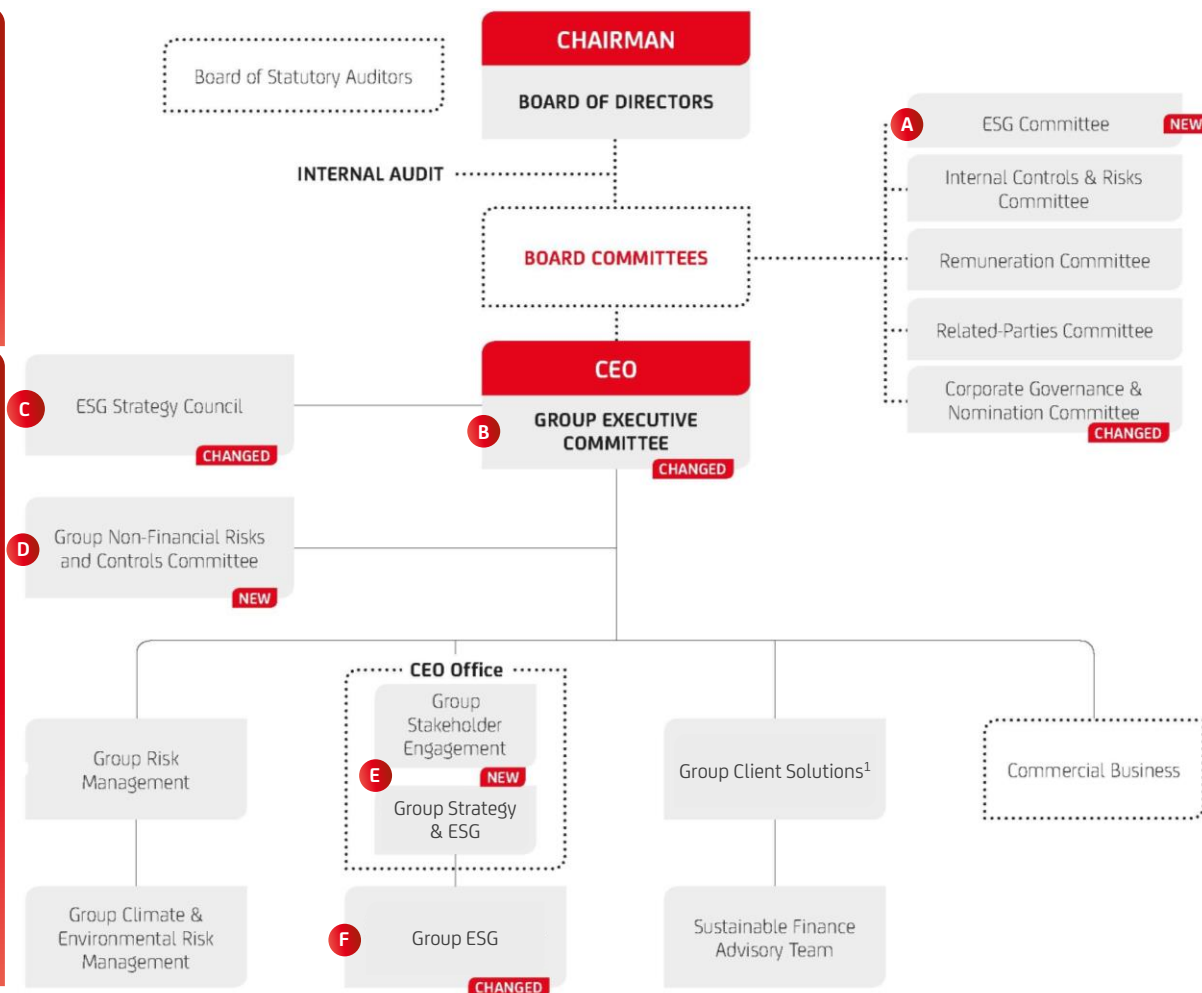 CHAIRMAN
Board of Statutory Auditors
BOARD OF DIRECTORS
A
ESG Committee
NEW
INTERNAL AUDIT
Internal Controls & Risks
Committee
BOARD COMMITTEES
Remuneration Committee
Related-Parties Committee
CEO
C
ESG Strategy Council
CHANGED
B
GROUP EXECUTIVE
COMMITTEE
CHANGED
Corporate Governance &
Nomination Committee
CHANGED
D
Group Non-Financial Risks
and Controls Committee
NEW
CEO Office
Group
Stakeholder
Engagement
NEW
E
Group Strategy
& ESG
Group Risk
Management
Group Client Solutions¹
Commercial Business
Group Climate &
Environmental Risk
Management
F
Group ESG
CHANGED
Sustainable Finance
Advisory Team